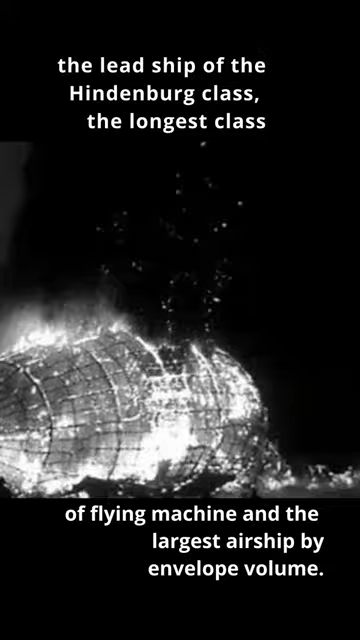 the lead ship of the
Hindenburg class,
the longest class
of flying machine and the
largest airship by
envelope volume.